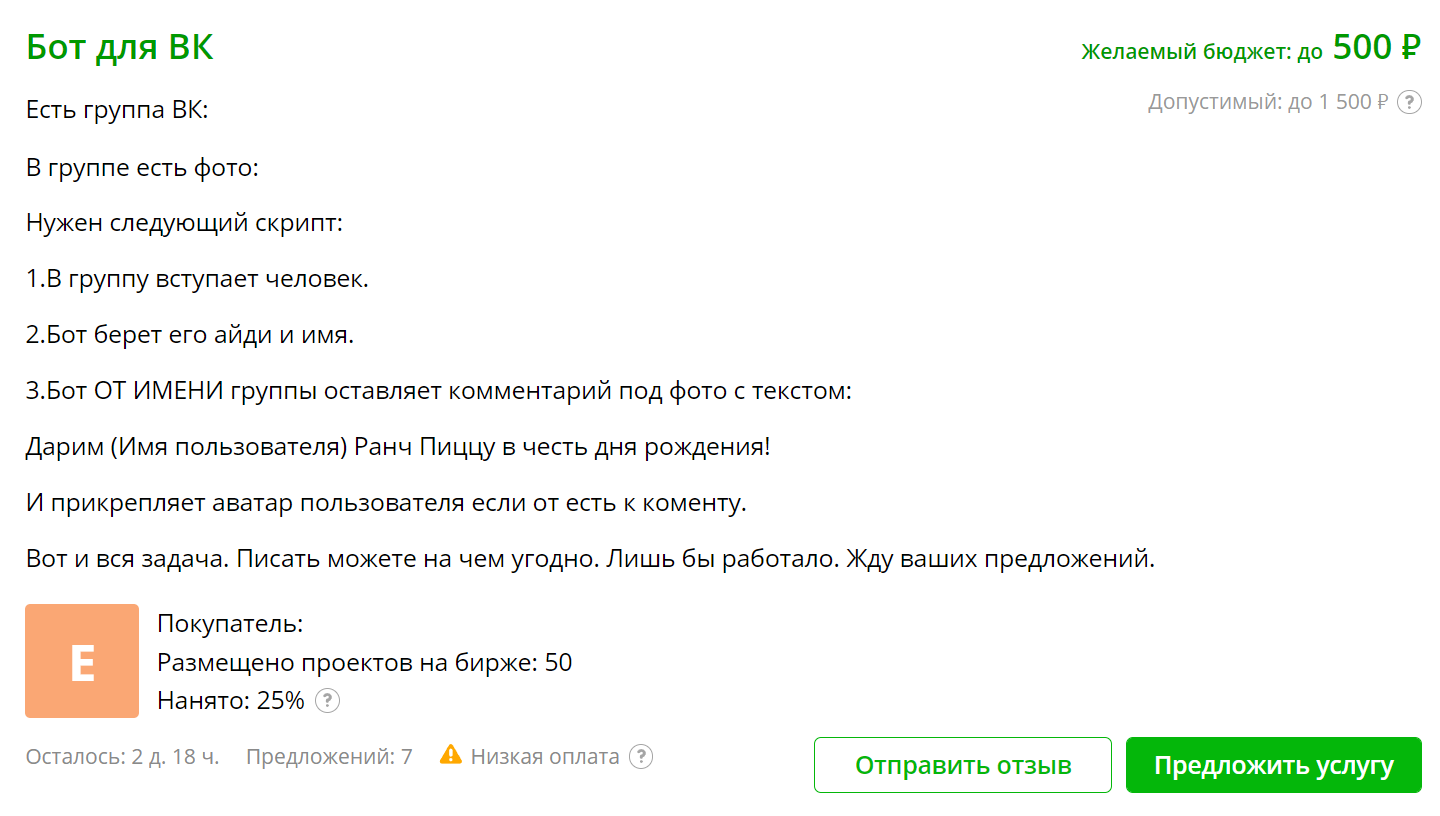 Бот для ВК
Желаемый бюджет: до 500 ₽
Есть группа ВК:
Допустимый: до 1 500 ₽ ?
В группе есть фото:
Нужен следующий скрипт:
1.В группу вступает человек.
2.Бот берет его айди и имя.
3.Бот ОТ ИМЕНИ группы оставляет комментарий под фото с текстом:
Дарим (Имя пользователя) Ранч Пиццу в честь дня рождения!
И прикрепляет аватар пользователя если от есть к коменту.
Вот и вся задача. Писать можете на чем угодно. Лишь бы работало. Жду ваших предложений.
E
Покупатель:
Размещено проектов на бирже: 50
Нанято: 25% ?
Осталось: 2 д. 18 ч. Предложений: 7 Низкая оплата ?
Отправить отзыв
Предложить услугу